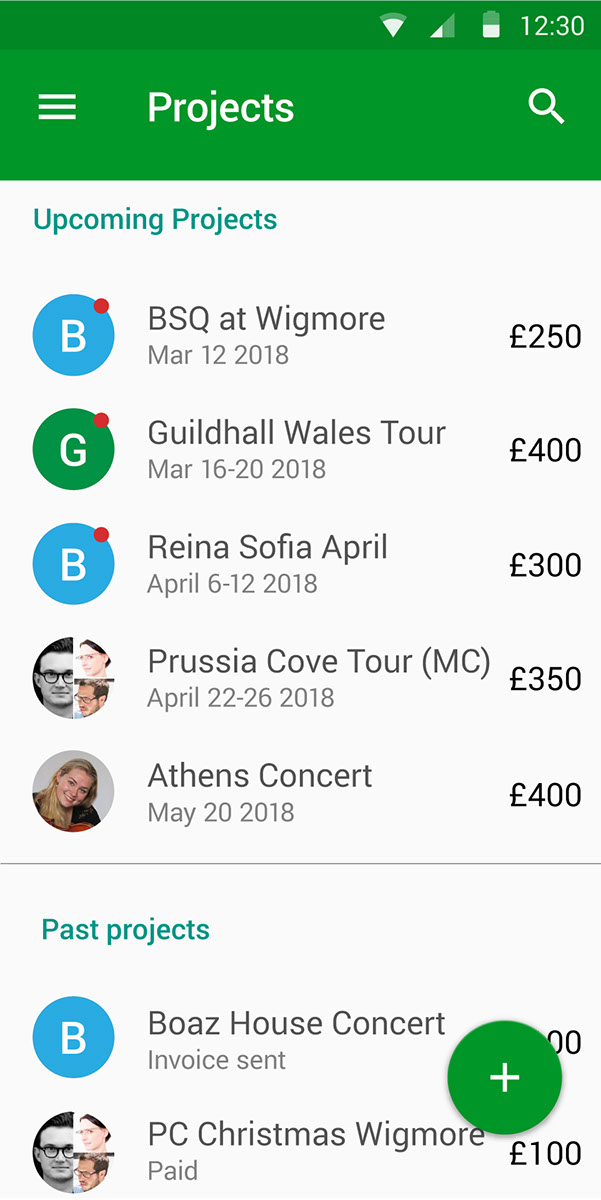 12:30
Projects
Upcoming Projects
B
BSQ at Wigmore
Mar 12 2018
£250
G
Guildhall Wales Tour
Mar 16-20 2018
£400
B
Reina Sofia April
April 6-12 2018
£300
Prussia Cove Tour (MC)
April 22-26 2018
£350
Athens Concert
May 20 2018
£400
Past projects
B
Boaz House Concert
Invoice sent
+
PC Christmas Wigmore
Paid
£100